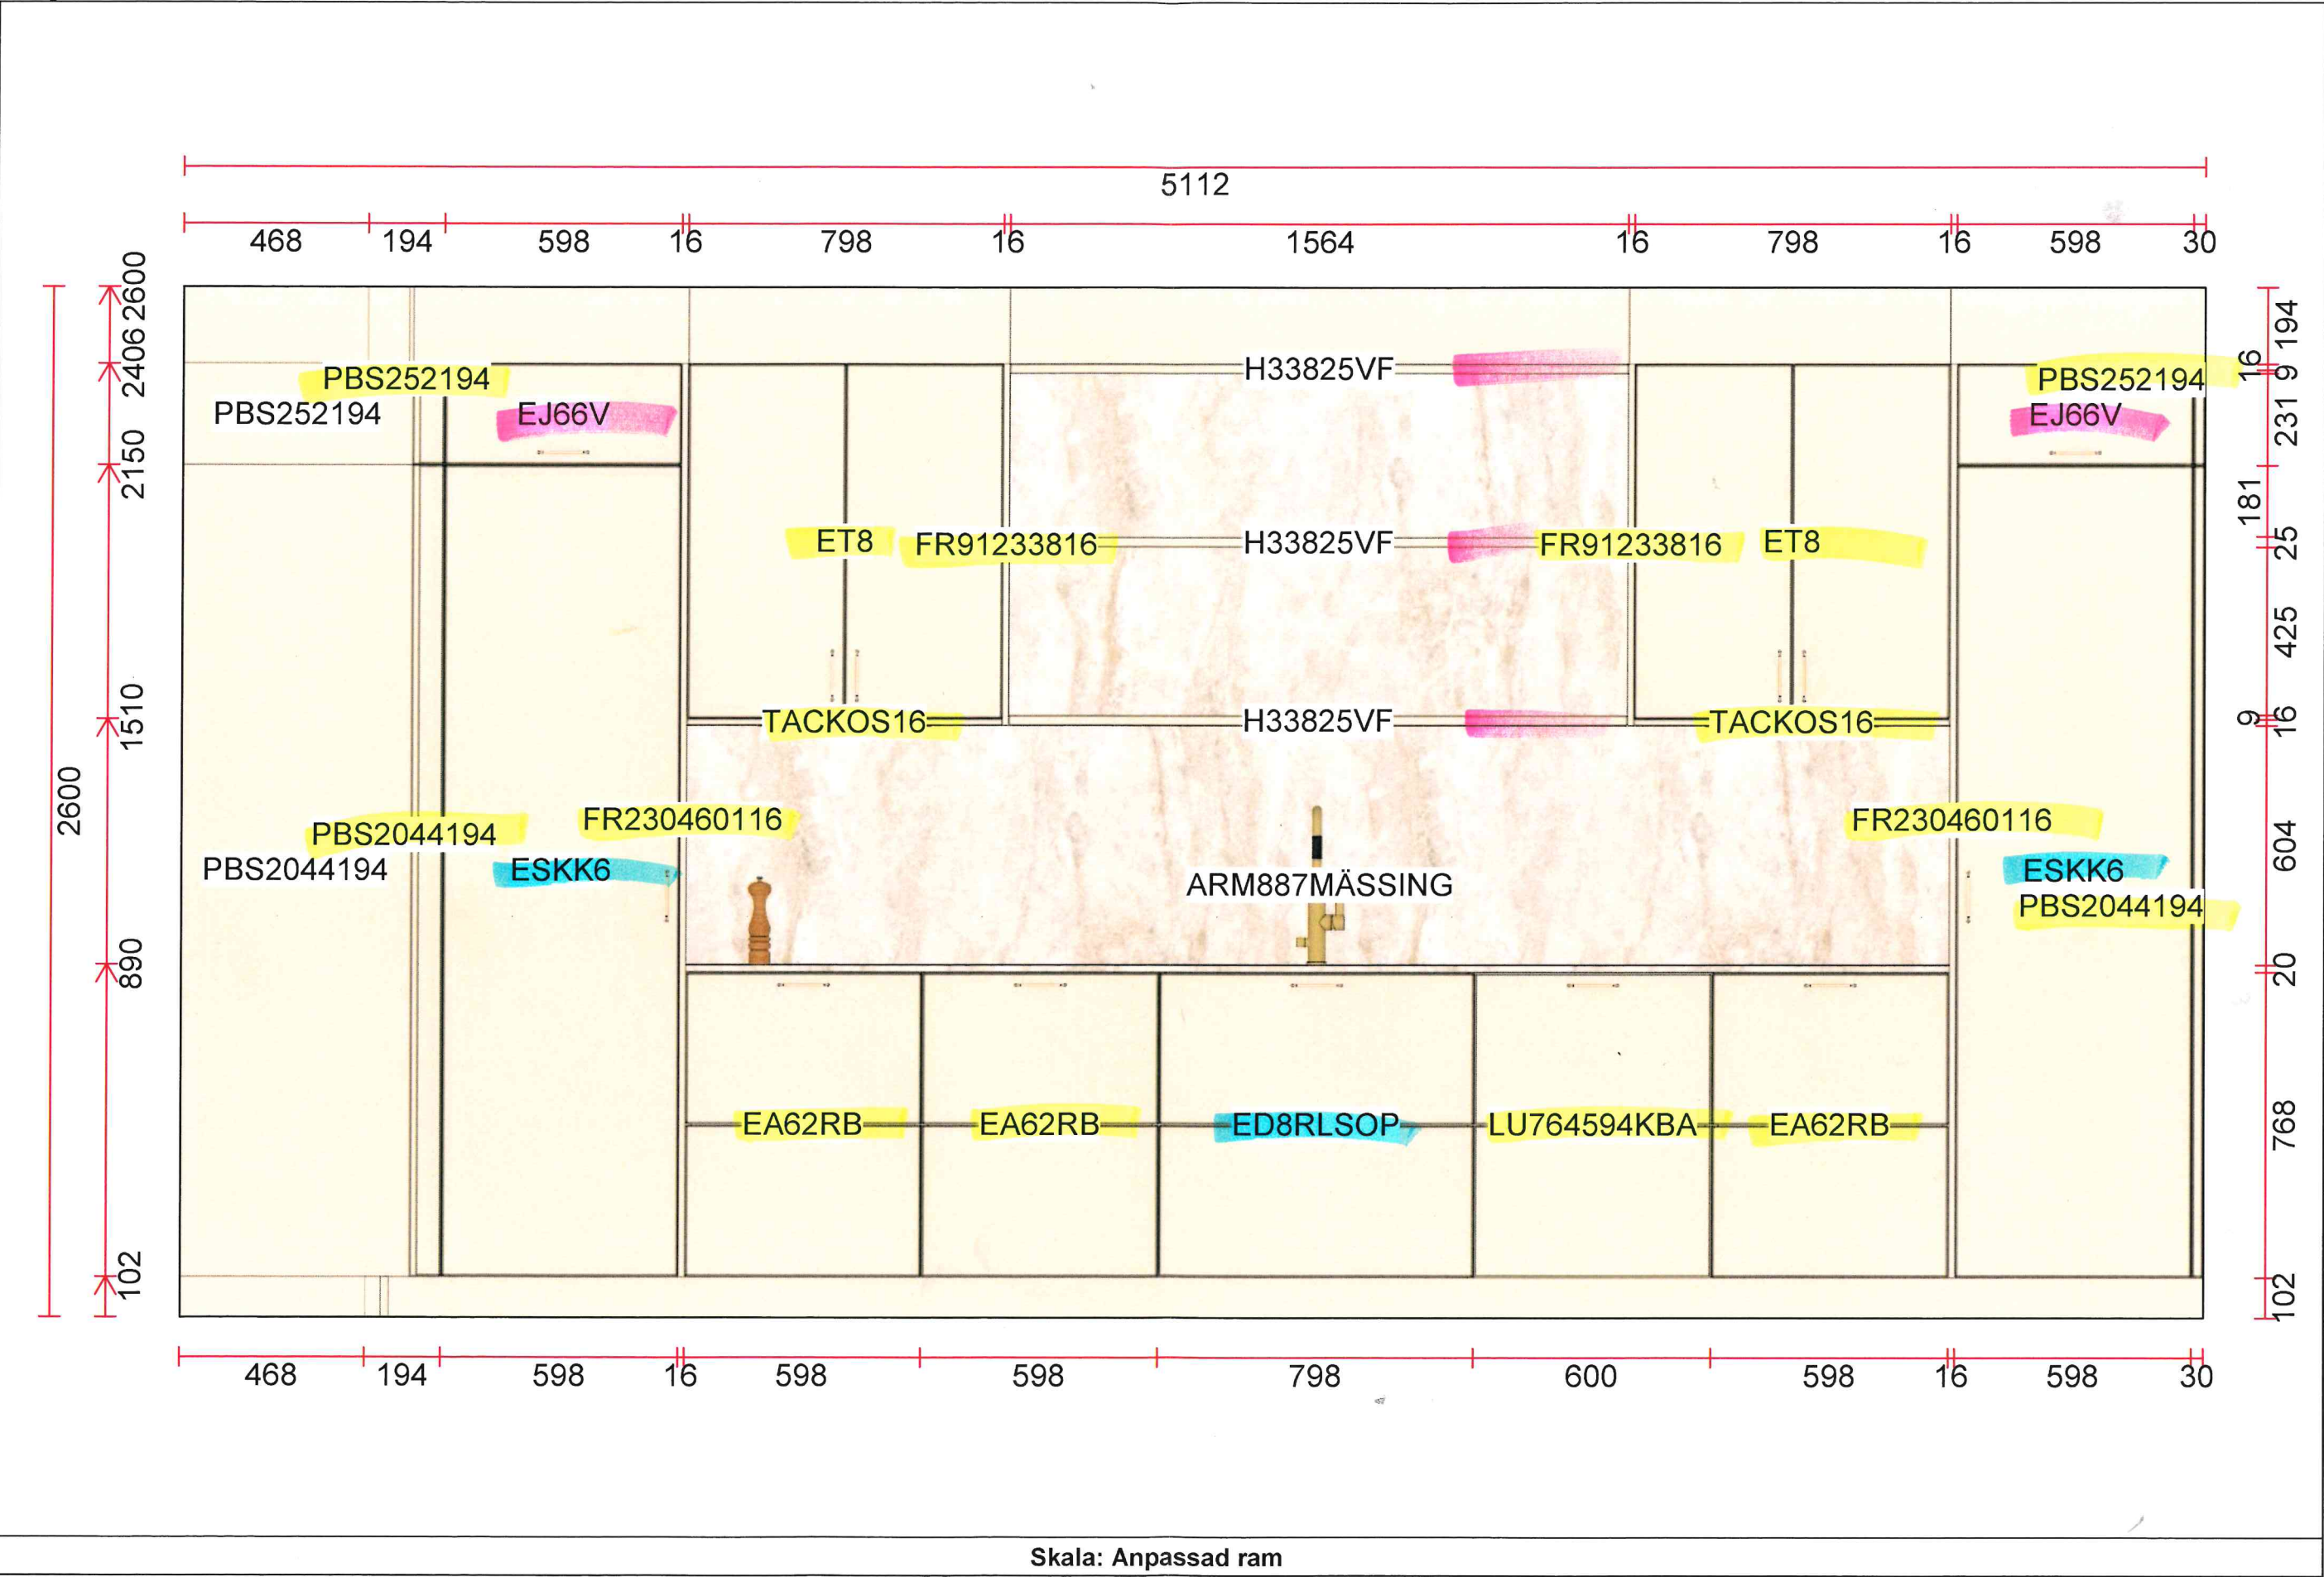 5112
468 194 598 16 798 16 1564 16 798 16 598 30
2600
2600
2406
2150
1510
890
102
194
16
9
231
181
25
425
9
16
604
20
768
102
H33825VF
PBS252194
PBS252194
PBS252194
EJ66V
EJ66V
ET8
FR91233816
H33825VF
FR91233816
ET8
TACKOS16
H33825VF
TACKOS16
FR230460116
FR230460116
PBS2044194
PBS2044194
ESKK6
ARM887MÄSSING
ESKK6
PBS2044194
EA62RB
EA62RB
ED8RLSOP
LU764594KBA
EA62RB
468 194 598 16 598 598 798 600 598 16 598 30
Skala: Anpassad ram